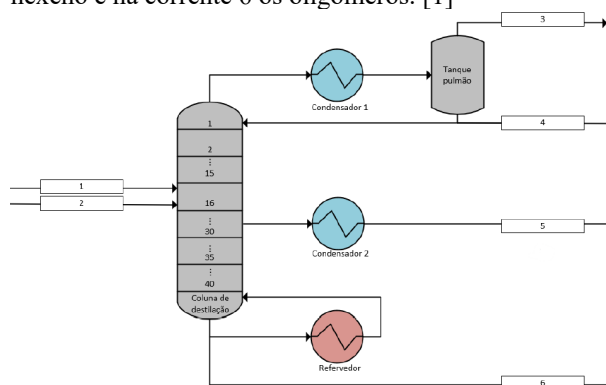 hexeno e na corrente 6 os oligômeros. [1]
3
Tanque
pulmão
Condensador 1
4
1
2
⋮
15
1
2
16
⋮
30
⋮
35
⋮
40
Coluna de
destilação
Condensador 2
5
Refervedor
6